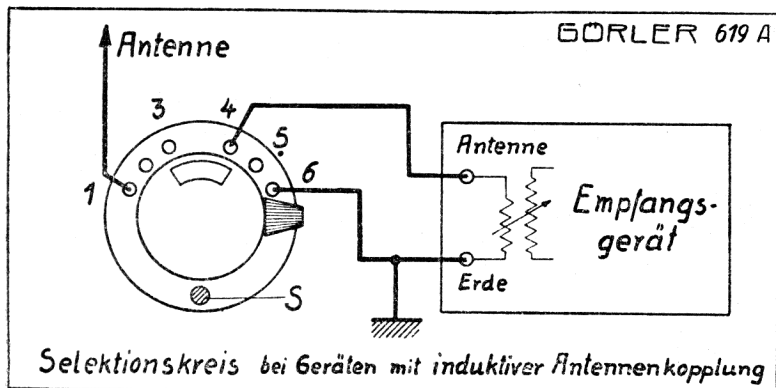 GÖRLER 619 A
Antenne
3
4
5
1
6
Antenne
Empfangs-
gerät
Erde
S
Selektionskreis bei Geräten mit induktiver Antennenkopplung